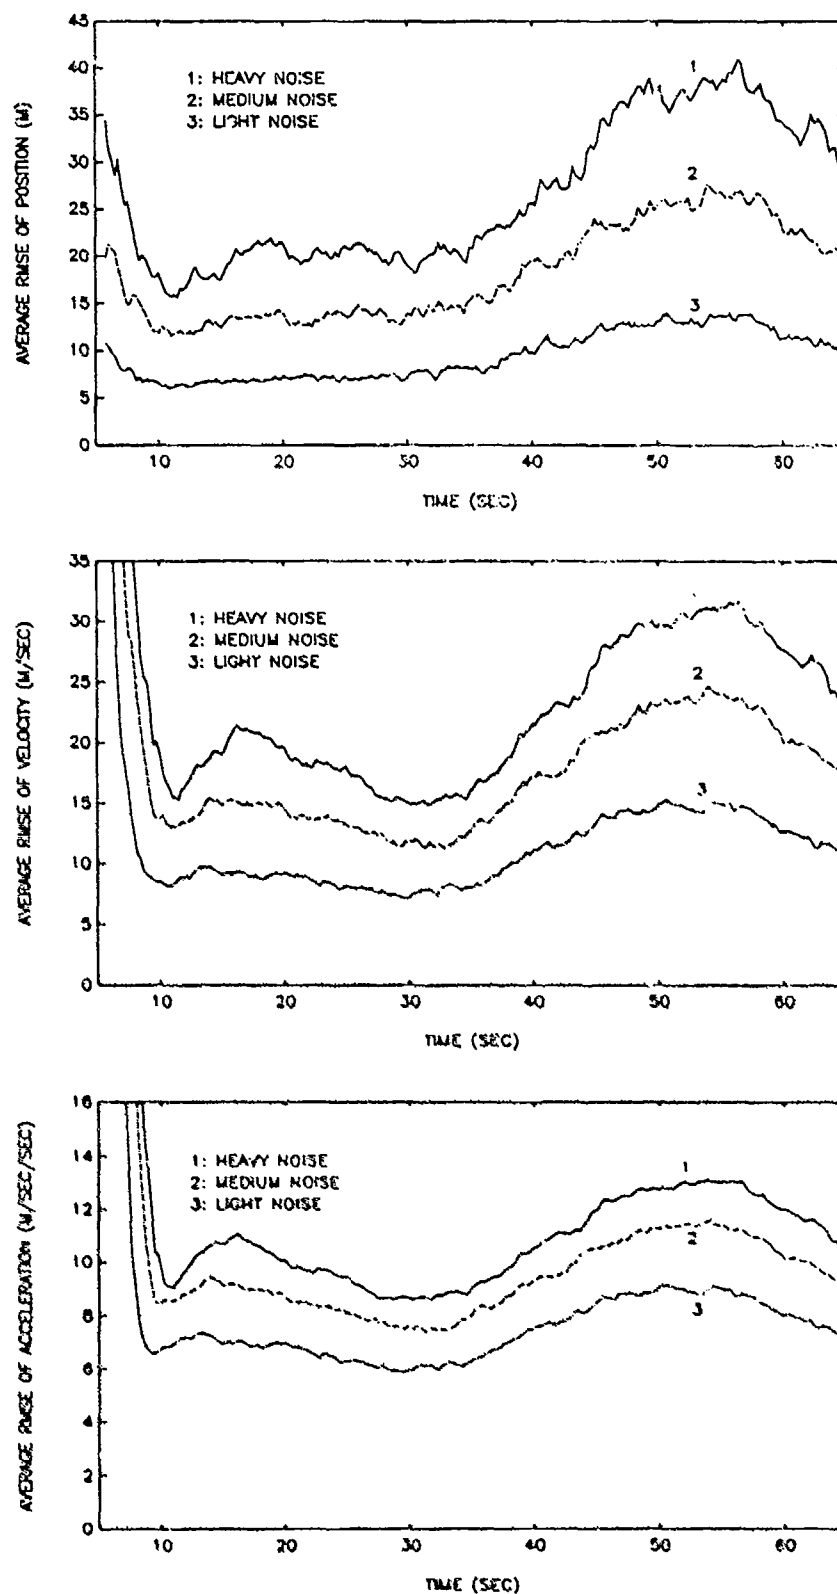 45
40
35
30
25
20
15
10
5
0
AVERAGE RMSE OF POSITION (M)
1: HEAVY NOISE
2: MEDIUM NOISE
3: LIGHT NOISE
1
2
3
10 20 30 40 50 60
TIME (SEC)
35
30
25
20
15
10
5
0
AVERAGE RMSE OF VELOCITY (M/SEC)
1: HEAVY NOISE
2: MEDIUM NOISE
3: LIGHT NOISE
2
3
10 20 30 40 50 60
TIME (SEC)
16
14
12
10
8
6
4
2
0
AVERAGE RMSE OF ACCELERATION (M/SEC/SEC)
1: HEAVY NOISE
2: MEDIUM NOISE
3: LIGHT NOISE
1
2
3
10 20 30 40 50 60
TIME (SEC)